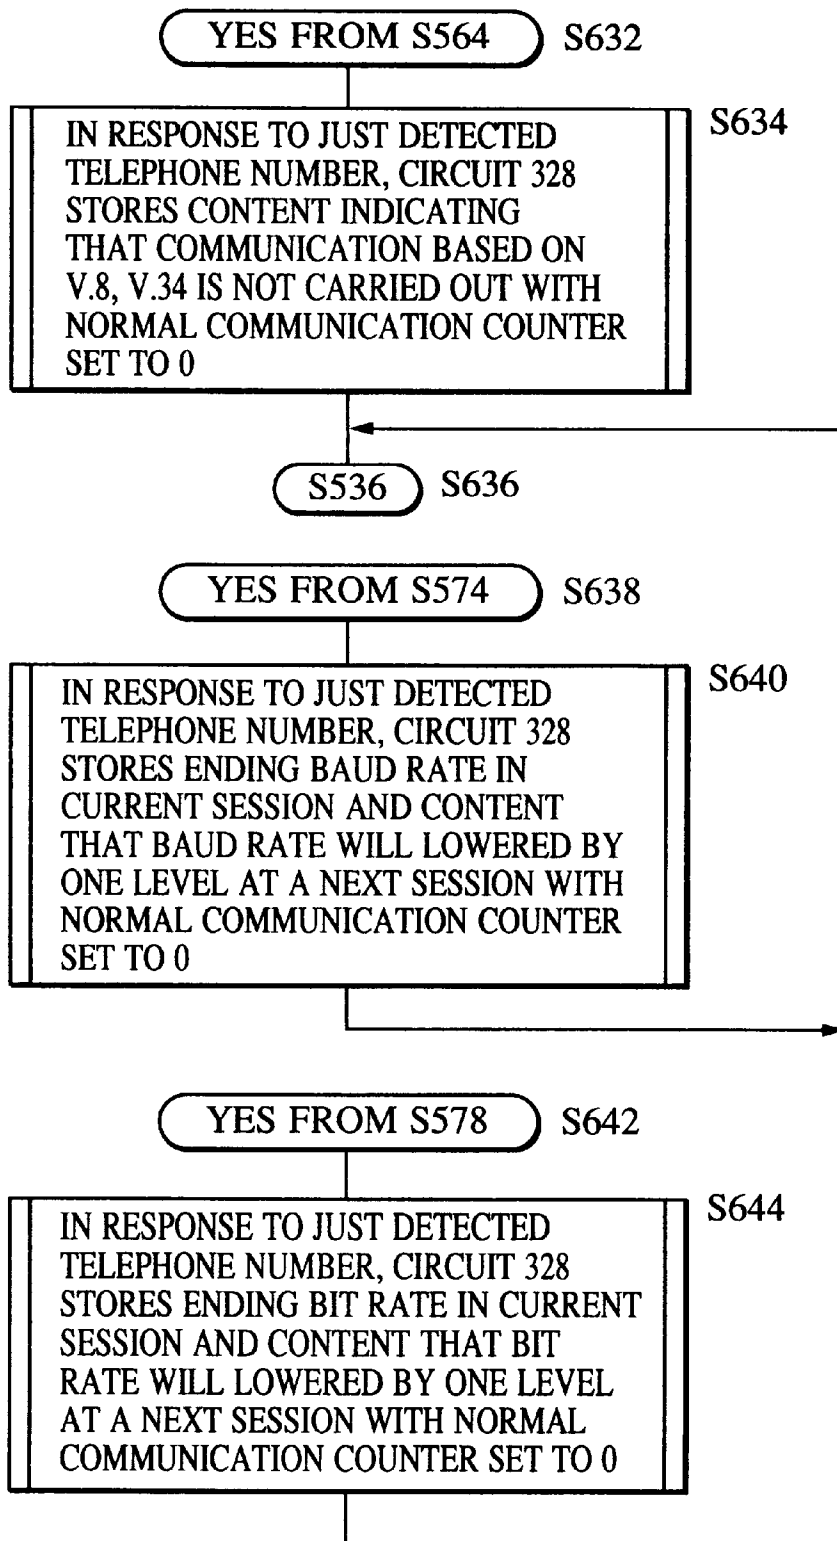 YES FROM S564 S632
S634
IN RESPONSE TO JUST DETECTED
TELEPHONE NUMBER, CIRCUIT 328
STORES CONTENT INDICATING
THAT COMMUNICATION BASED ON
V.8, V.34 IS NOT CARRIED OUT WITH
NORMAL COMMUNICATION COUNTER
SET TO 0
S536 S636
YES FROM S574 S638
S640
IN RESPONSE TO JUST DETECTED
TELEPHONE NUMBER, CIRCUIT 328
STORES ENDING BAUD RATE IN
CURRENT SESSION AND CONTENT
THAT BAUD RATE WILL LOWERED BY
ONE LEVEL AT A NEXT SESSION WITH
NORMAL COMMUNICATION COUNTER
SET TO 0
YES FROM S578 S642
S644
IN RESPONSE TO JUST DETECTED
TELEPHONE NUMBER, CIRCUIT 328
STORES ENDING BIT RATE IN CURRENT
SESSION AND CONTENT THAT BIT
RATE WILL LOWERED BY ONE LEVEL
AT A NEXT SESSION WITH NORMAL
COMMUNICATION COUNTER SET TO 0